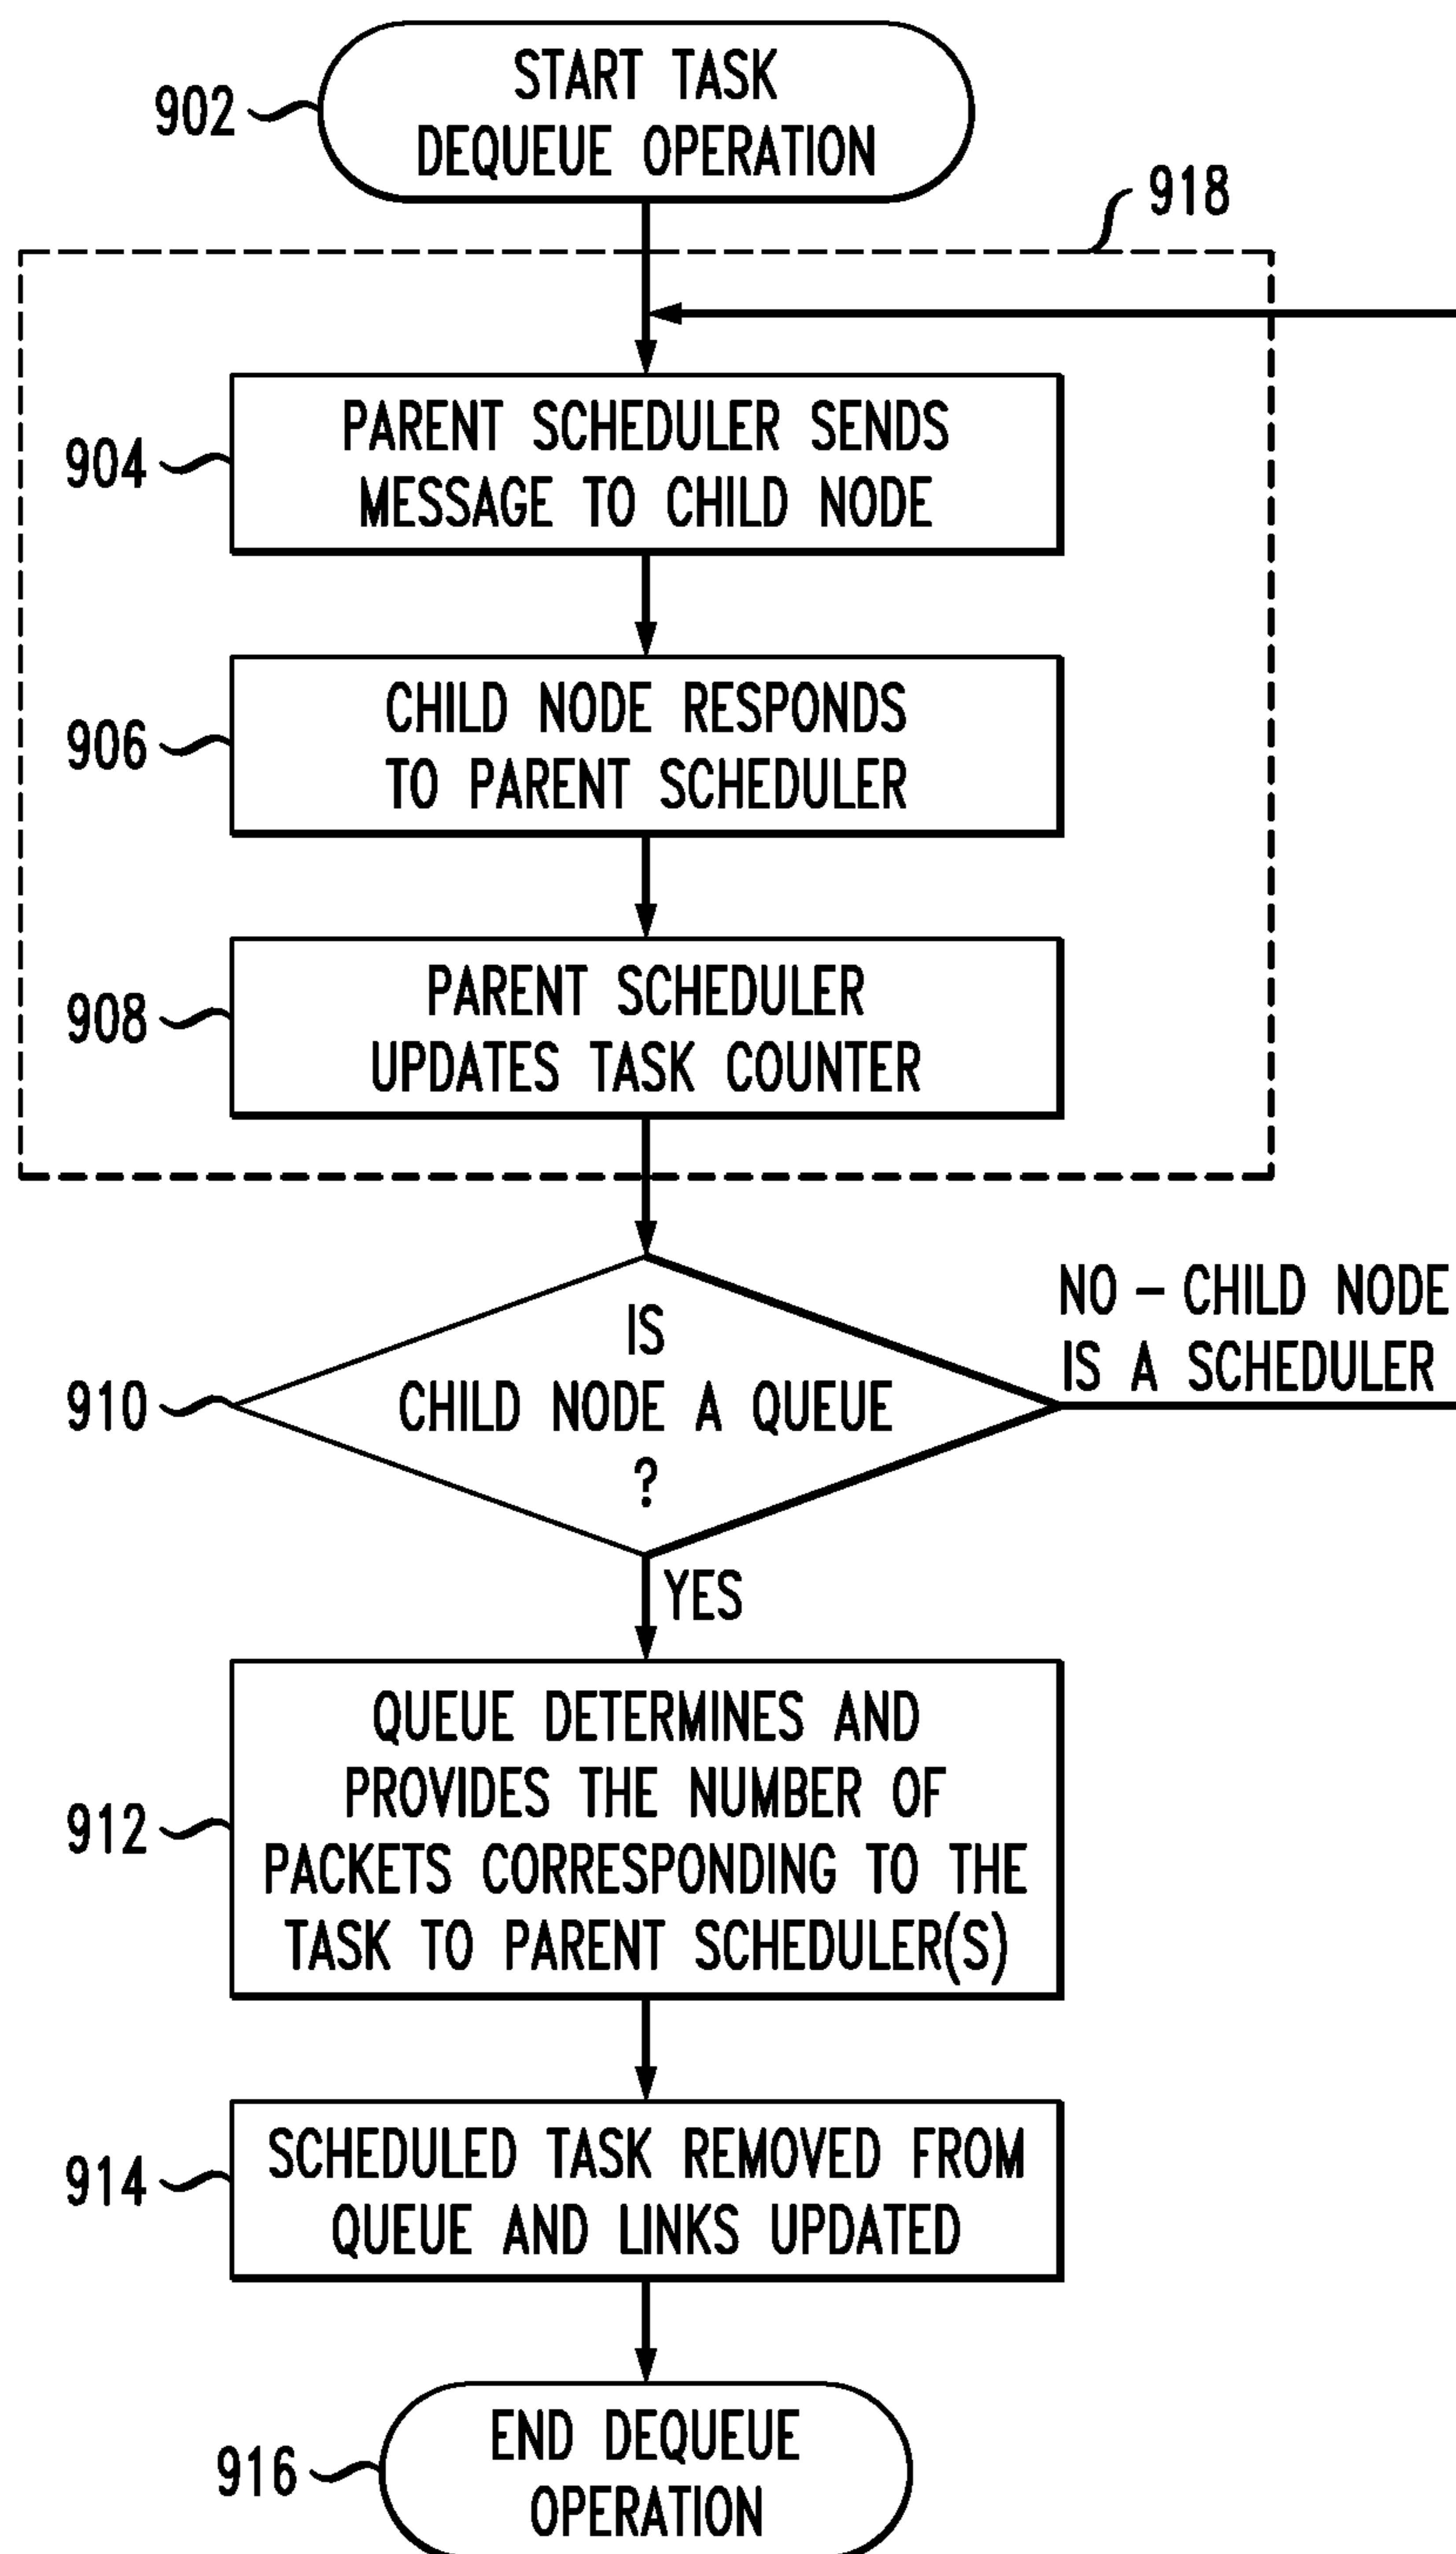 START TASK
DEQUEUE OPERATION
902
918
PARENT SCHEDULER SENDS
MESSAGE TO CHILD NODE
904
CHILD NODE RESPONDS
TO PARENT SCHEDULER
906
PARENT SCHEDULER
UPDATES TASK COUNTER
908
NO – CHILD NODE
IS A SCHEDULER
IS
CHILD NODE A QUEUE
?
910
YES
QUEUE DETERMINES AND
PROVIDES THE NUMBER OF
PACKETS CORRESPONDING TO THE
TASK TO PARENT SCHEDULER(S)
912
SCHEDULED TASK REMOVED FROM
QUEUE AND LINKS UPDATED
914
END DEQUEUE
OPERATION
916